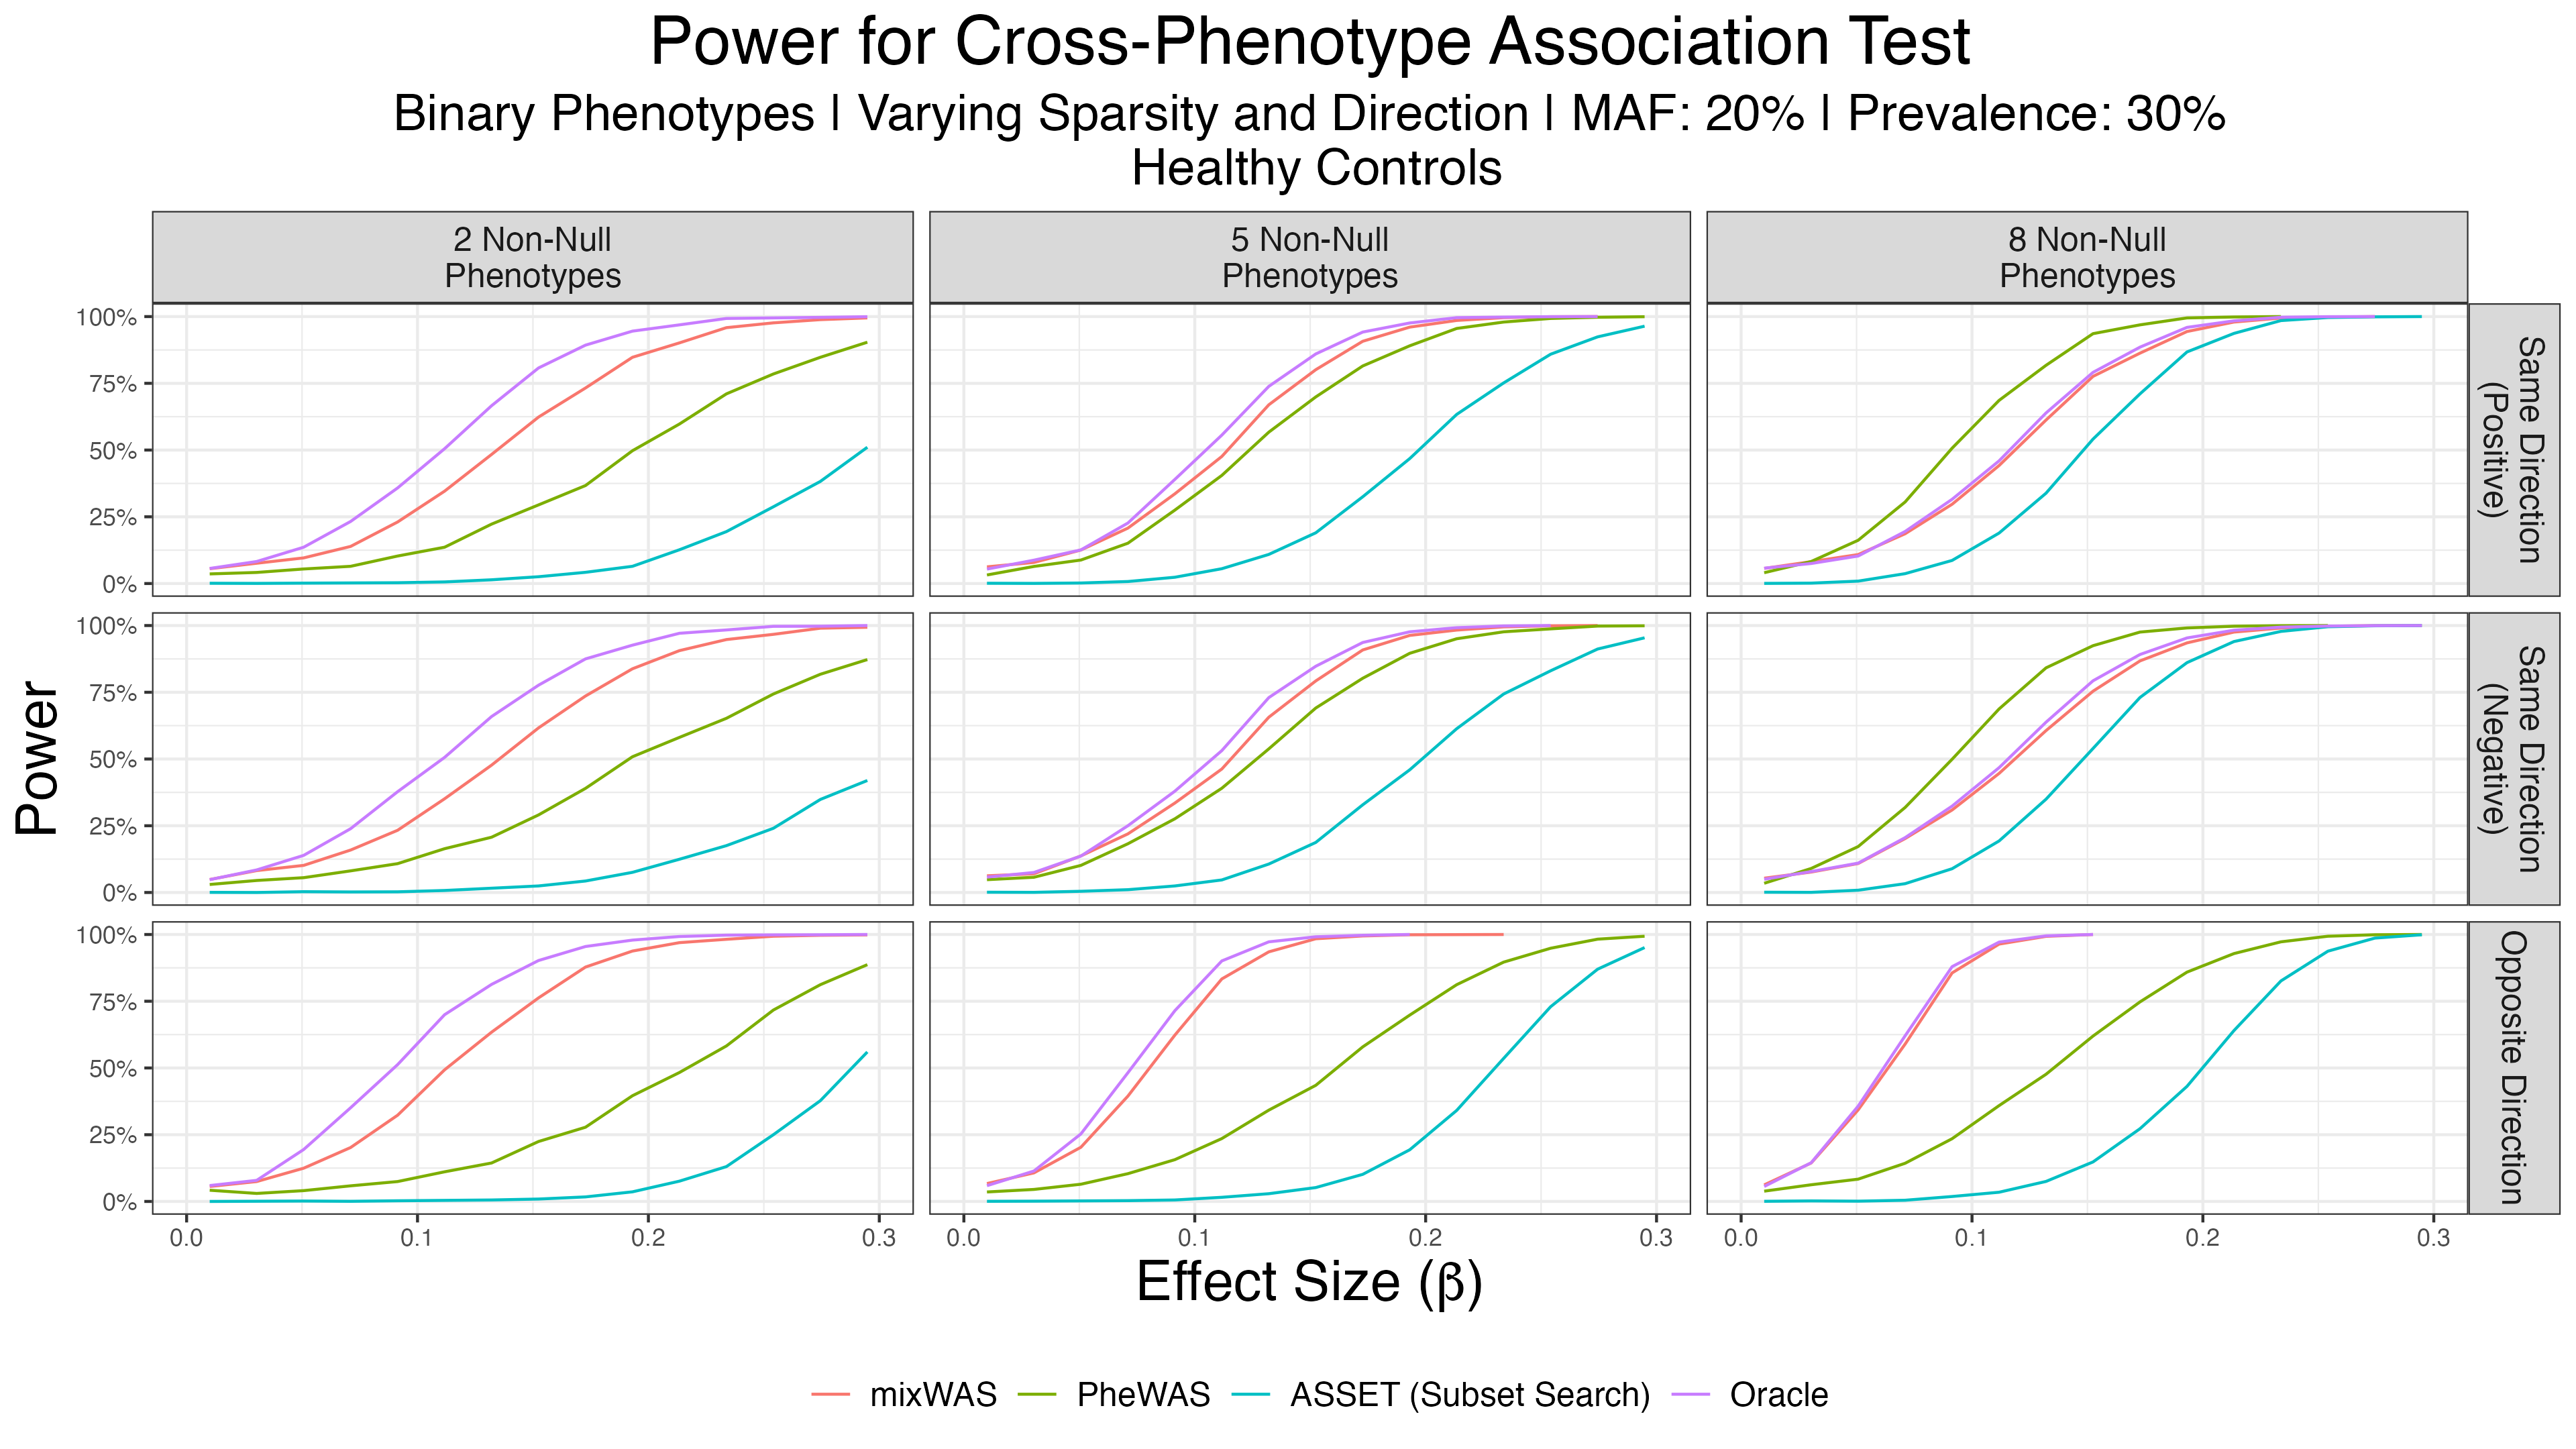 Power for Cross-Phenotype Association Test
Binary Phenotypes | Varying Sparsity and Direction | MAF: 20% | Prevalence: 30%
Healthy Controls
2 Non-Null
Phenotypes
5 Non-Null
Phenotypes
8 Non-Null
Phenotypes
100%
75%
50%
25%
0%
Same Direction
(Positive)
100%
75%
50%
25%
0%
Same Direction
(Negative)
100%
75%
50%
25%
0%
Opposite Direction
Power
0.0 0.1 0.2 0.3
0.0 0.1 0.2 0.3
0.0 0.1 0.2 0.3
Effect Size (β)
mixWAS PheWAS ASSET (Subset Search) Oracle